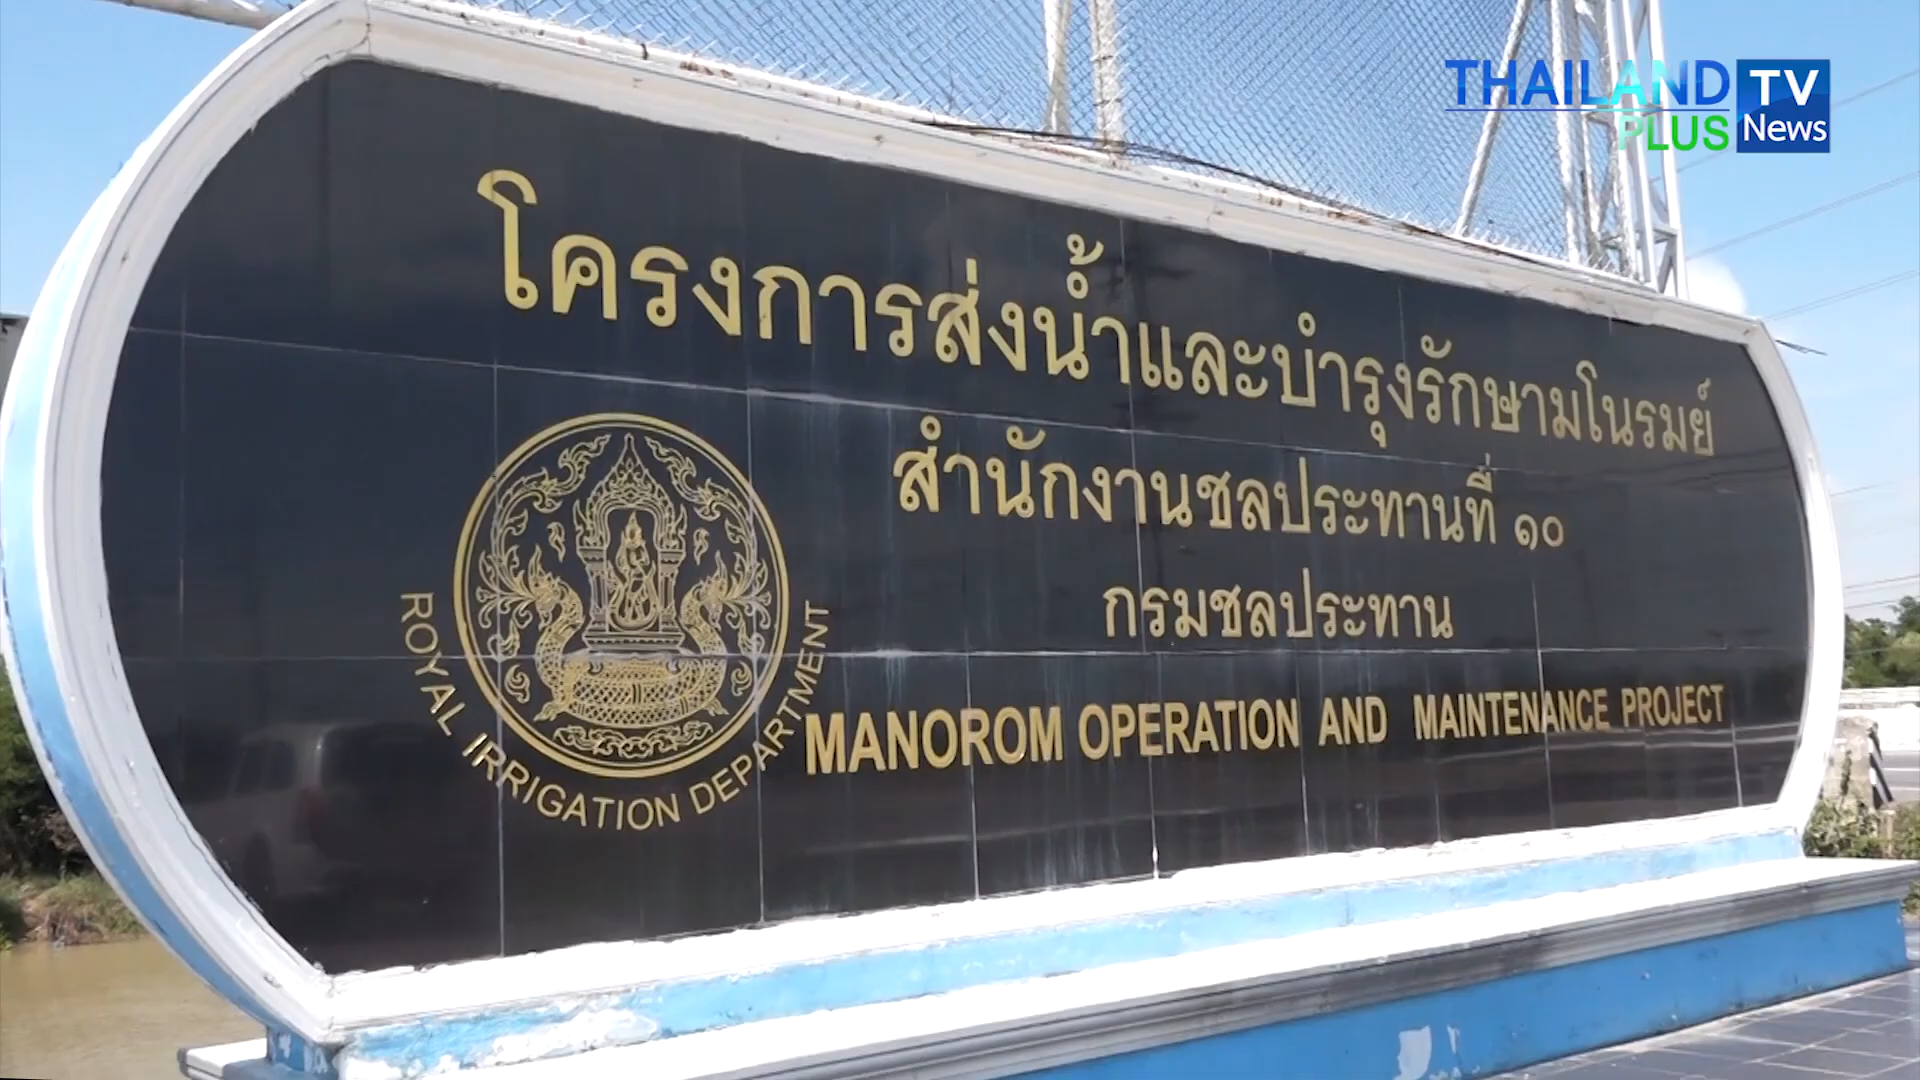 THAILAND TV
PLUS News
โครงการส่งน้ำและบำรุงรักษามโนรมย์
สำนักงานชลประทานที่ ๑๐
กรมชลประทาน
MANOROM OPERATION AND MAINTENANCE PROJECT
ROYAL IRRIGATION DEPARTMENT